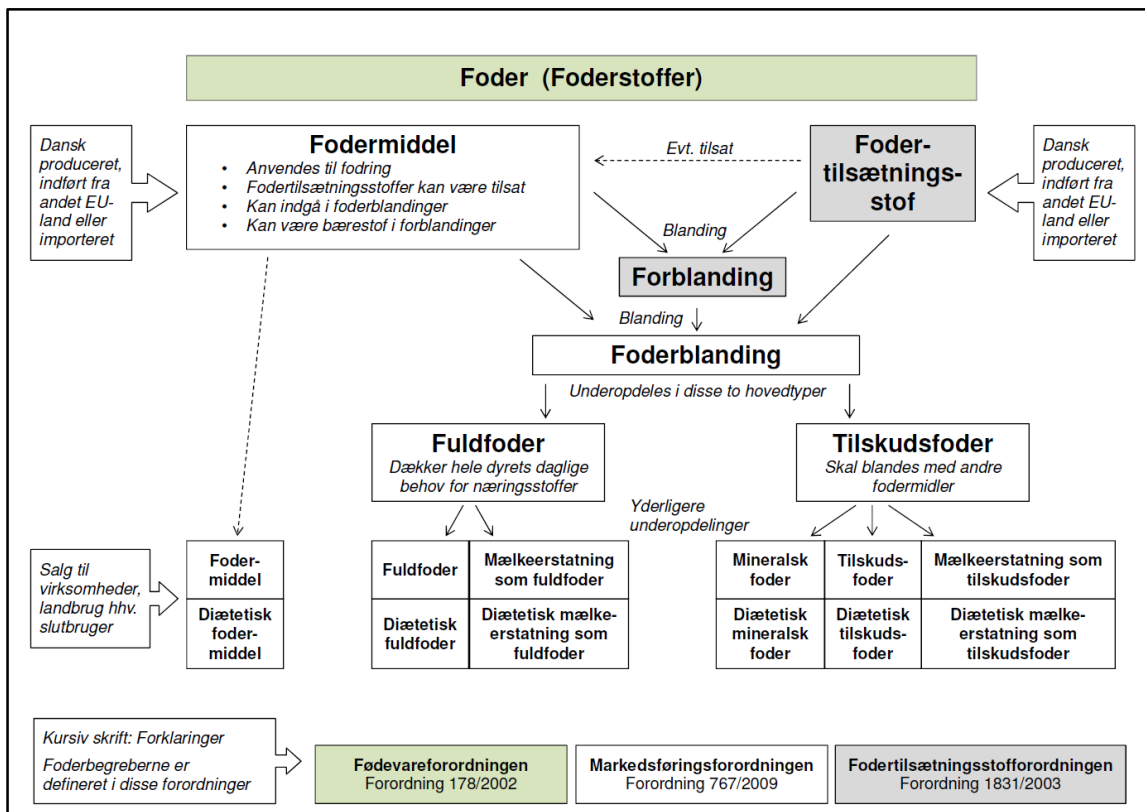 Foder (Foderstoffer)
Dansk
produceret,
indført fra
andet EU-
land eller
importeret
Fodermiddel
• Anvendes til fodring
• Fodertilsætningsstoffer kan være tilsat
• Kan indgå i foderblandinger
• Kan være bærestof i forblandinger
Evt. tilsat
Foder-
tilsætnings-
stof
Dansk
produceret,
indført fra
andet EU-
land eller
importeret
Blanding
Forblanding
Blanding
Foderblanding
Underopdeles i disse to hovedtyper
Fuldfoder
Dækker hele dyrets daglige
behov for næringsstoffer
Tilskudsfoder
Skal blandes med andre
fodermidler
Yderligere
underopdelinger
Salg til
virksomheder,
landbrug hhv.
slutbruger
Foder-
middel
Diætetisk
foder-
middel
Fuldfoder
Mælkeerstatning
som fuldfoder
Diætetisk
fuldfoder
Diætetisk mælke-
erstatning som
fuldfoder
Mineralsk
foder
Tilskuds-
foder
Mælkeerstatning som
tilskudsfoder
Diætetisk
mineralsk
foder
Diætetisk
tilskuds-
foder
Diætetisk mælke-
erstatning som
tilskudsfoder
Kursiv skrift: Forklaringer
Foderbegreberne er
defineret i disse forordninger
Fødevareforordningen
Forordning 178/2002
Markedsføringsforordningen
Forordning 767/2009
Fodertilsætningsstofforordningen
Forordning 1831/2003